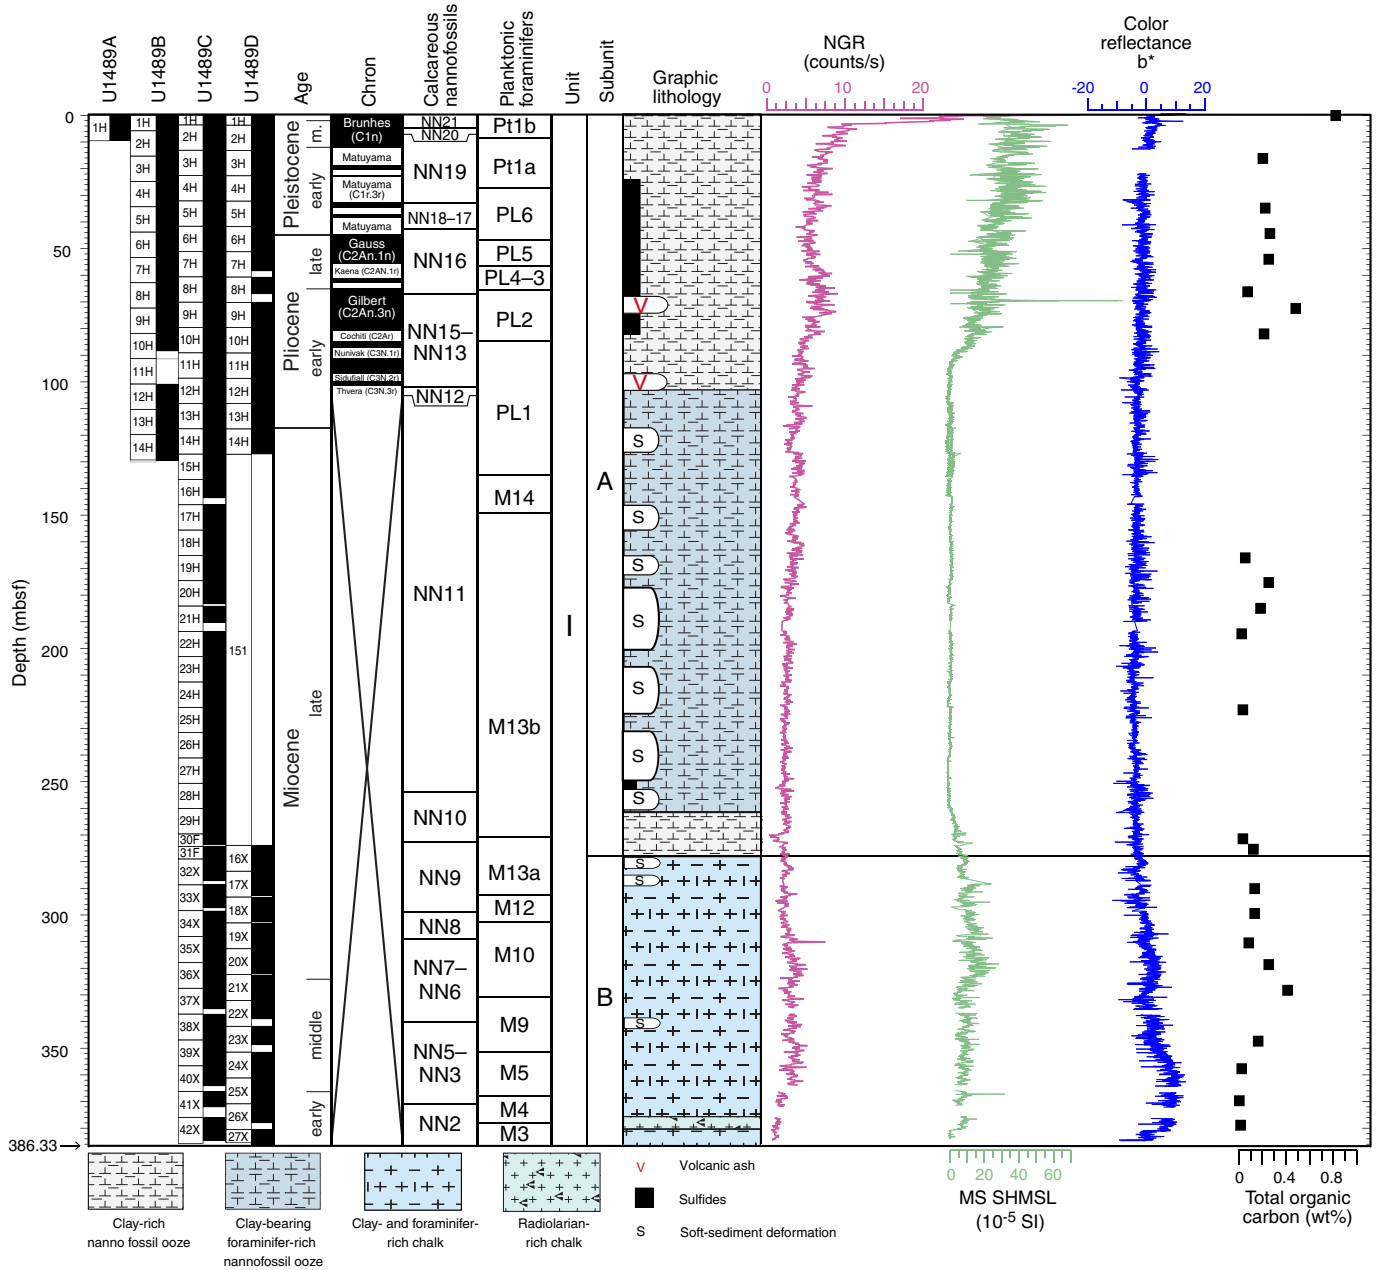 U1489A
U1489B
U1489C
U1489D
Age
Chron
Calcareous
nannofossils
Planktonic
foraminifers
Unit
Subunit
Graphic
lithology
NGR
(counts/s)
0 10 20
Color
reflectance
b*
-20 0 20
Depth (mbsf)
0
50
100
150
200
250
300
350
386.33
1H
1H
2H
3H
4H
5H
6H
7H
8H
9H
10H
11H
12H
13H
14H
1H
2H
3H
4H
5H
6H
7H
8H
9H
10H
11H
12H
13H
14H
15H
16H
17H
18H
19H
20H
21H
22H
23H
24H
25H
26H
27H
28H
29H
30F
31F
32X
33X
34X
35X
36X
37X
38X
39X
40X
41X
42X
1H
2H
3H
4H
5H
6H
7H
8H
9H
10H
11H
12H
13H
14H
151
16X
17X
18X
19X
20X
21X
22X
23X
24X
25X
26X
27X
Pleistocene
m.
early
Pliocene
late
early
Miocene
late
middle
early
Brunhes
(C1n)
Matuyama
Matuyama
(C1r.3r)
Matuyama
Gauss
(C2An.1n)
Kaena (C2AN.1r)
Gilbert
(C2An.3n)
Cochiti (C2Ar)
Nunivak (C3N.1r)
Sidufjall (C3N.2r)
Thvera (C3N.3r)
NN21
NN20
NN19
NN18–17
NN16
NN15–
NN13
NN12
NN11
NN10
NN9
NN8
NN7–
NN6
NN5–
NN3
NN2
Pt1b
Pt1a
PL6
PL5
PL4–3
PL2
PL1
M14
M13b
M13a
M12
M10
M9
M5
M4
M3
I
A
B
V
V
S
S
S
S
S
S
S
S
S
S
0 20 40 60
MS SHMSL
(10-5 SI)
0 0.4 0.8
Total organic
carbon (wt%)
Clay-rich
nanno fossil ooze
Clay-bearing
foraminifer-rich
nannofossil ooze
Clay- and foraminifer-
rich chalk
Radiolarian-
rich chalk
V Volcanic ash
Sulfides
S Soft-sediment deformation